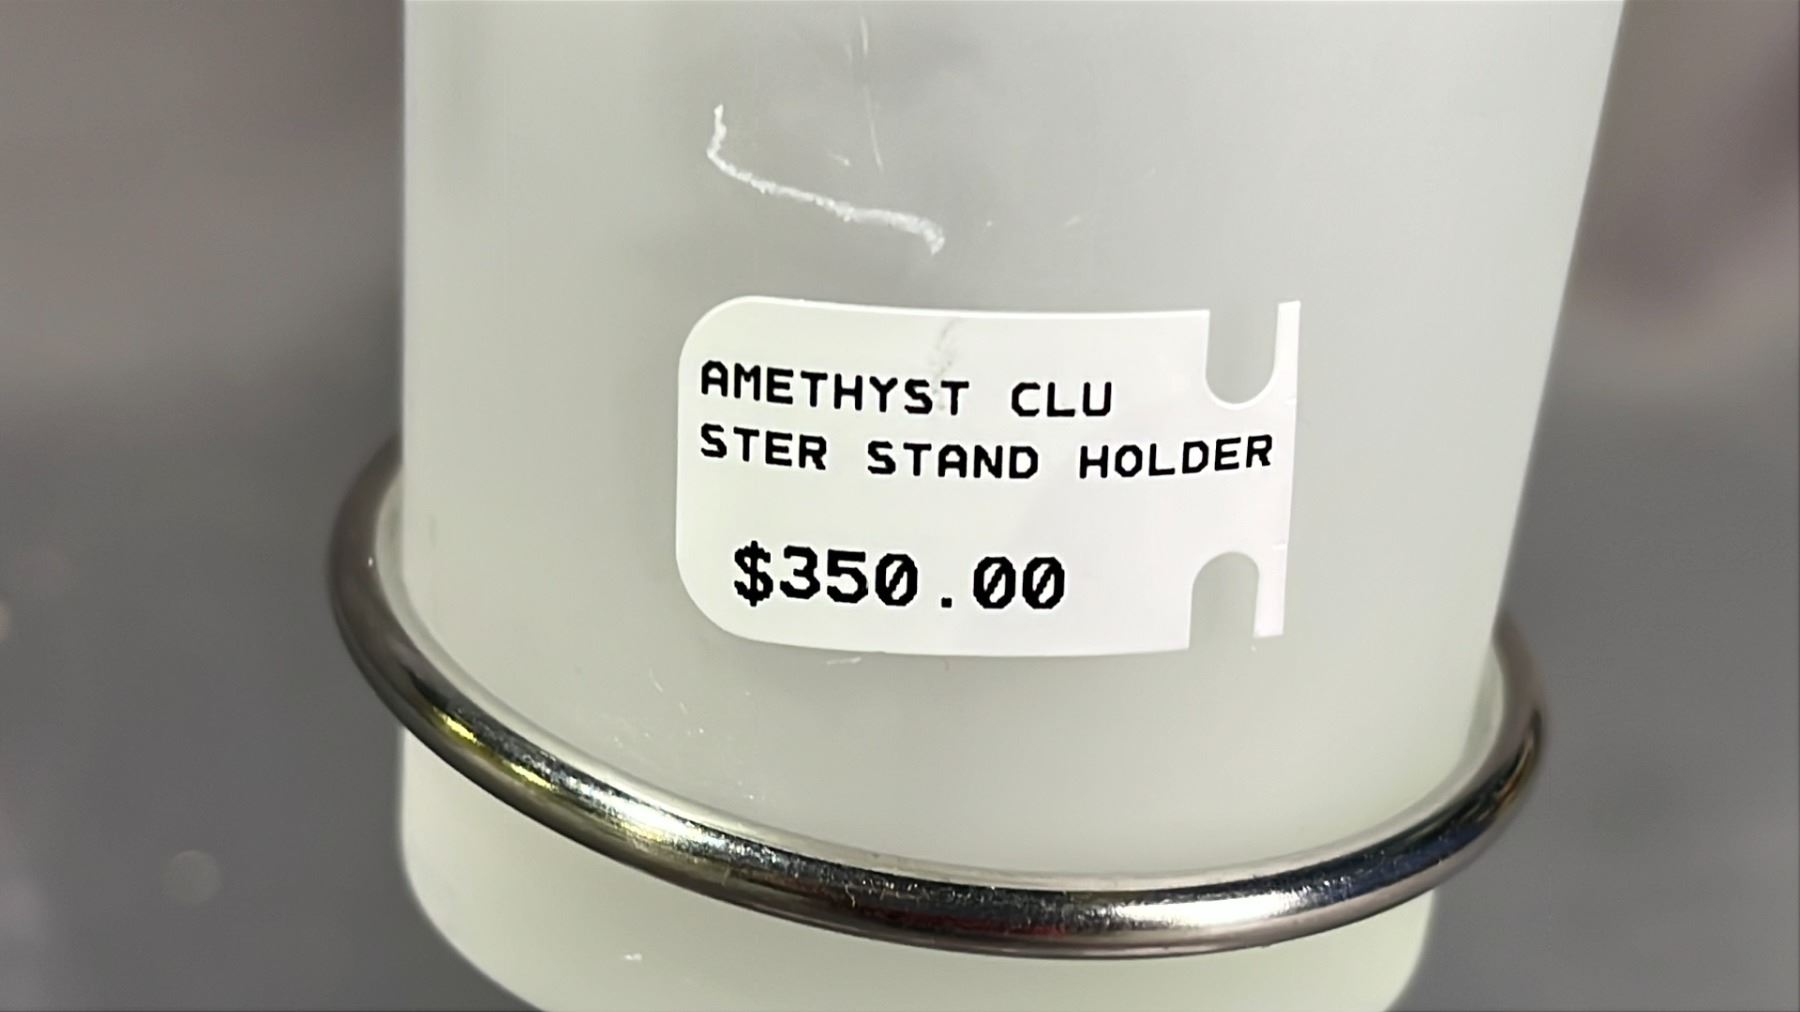 AMETHYST CLU
STER STAND HOLDER
$350.00